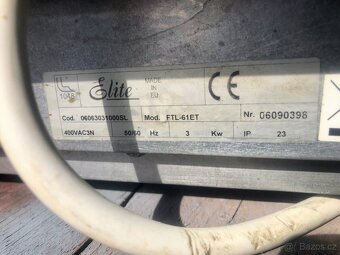 1048
Elite
MADE
IN
EU
CE
Cod. 06063031000SL Mod. FTL-61ET Nr. 06090398
400VAC3N 50/60 Hz 3 Kw IP 23
Bazos.cz